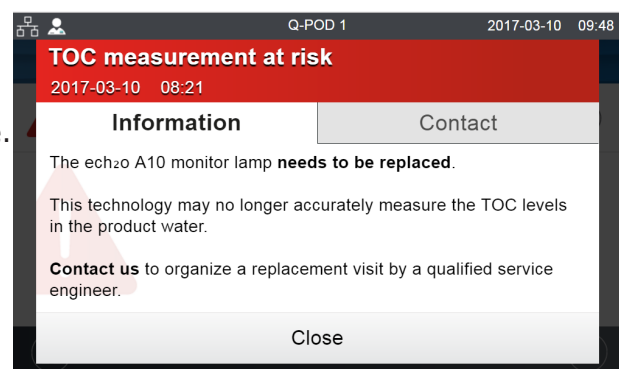 Q-POD 1 2017-03-10 09:48
TOC measurement at risk
2017-03-10 08:21
Information Contact
The ech₂o A10 monitor lamp needs to be replaced.
This technology may no longer accurately measure the TOC levels
in the product water.
Contact us to organize a replacement visit by a qualified service
engineer.
Close